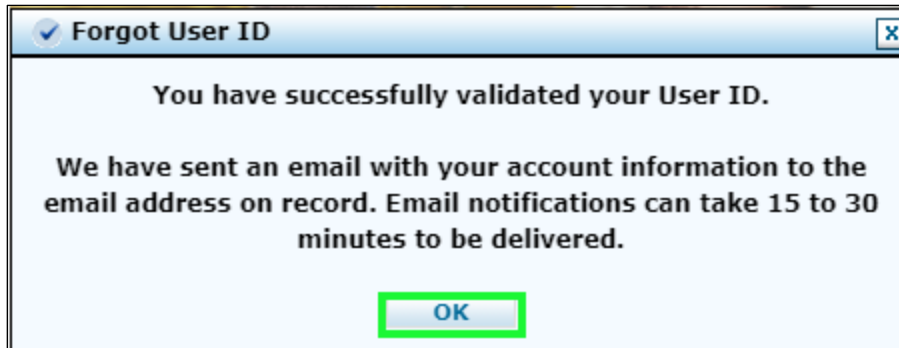 Forgot User ID
X
You have successfully validated your User ID.
We have sent an email with your account information to the
email address on record. Email notifications can take 15 to 30
minutes to be delivered.
OK